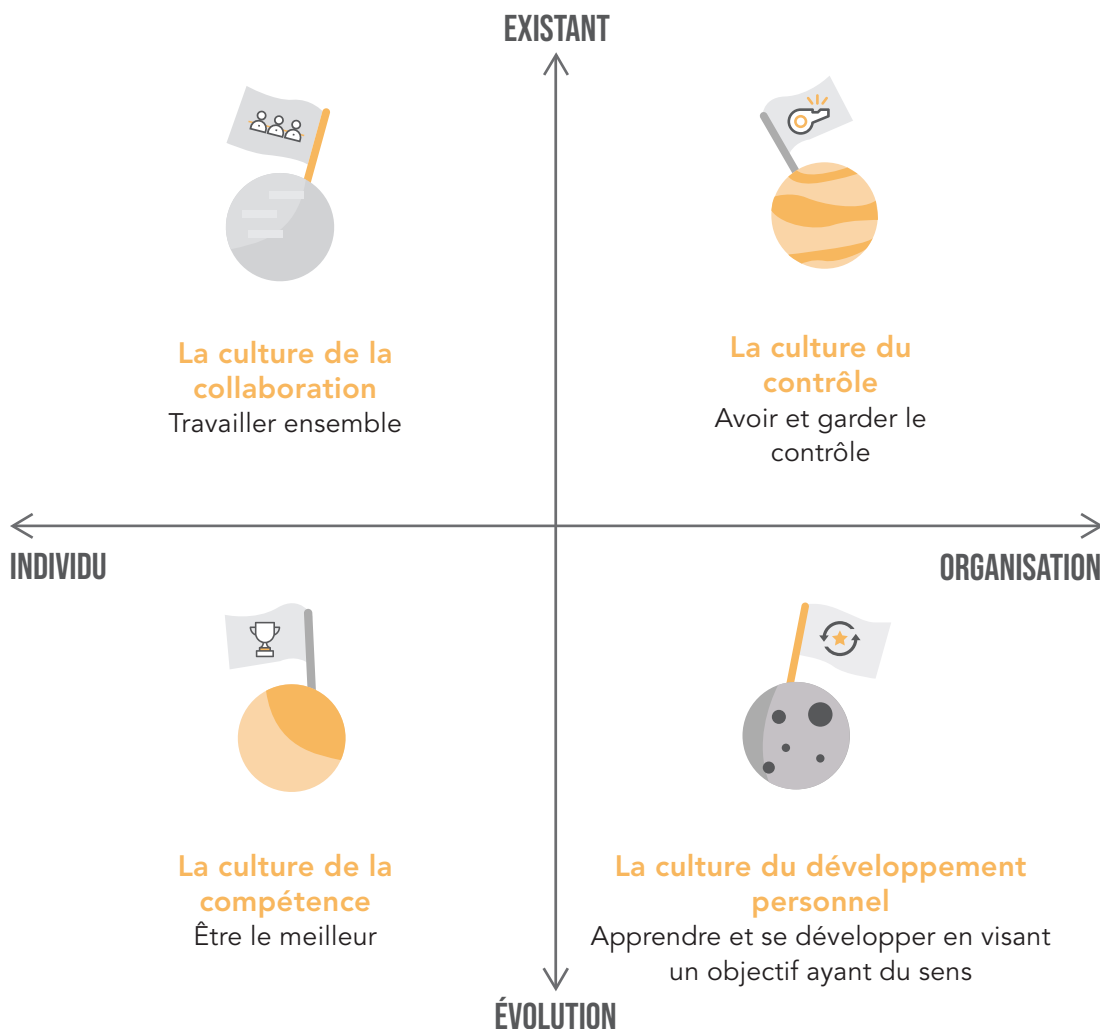 EXISTANT
La culture de la
collaboration
Travailler ensemble
La culture du
contrôle
Avoir et garder le
contrôle
INDIVIDU
ORGANISATION
La culture de la
compétence
Être le meilleur
La culture du développement
personnel
Apprendre et se développer en visant
un objectif ayant du sens
ÉVOLUTION